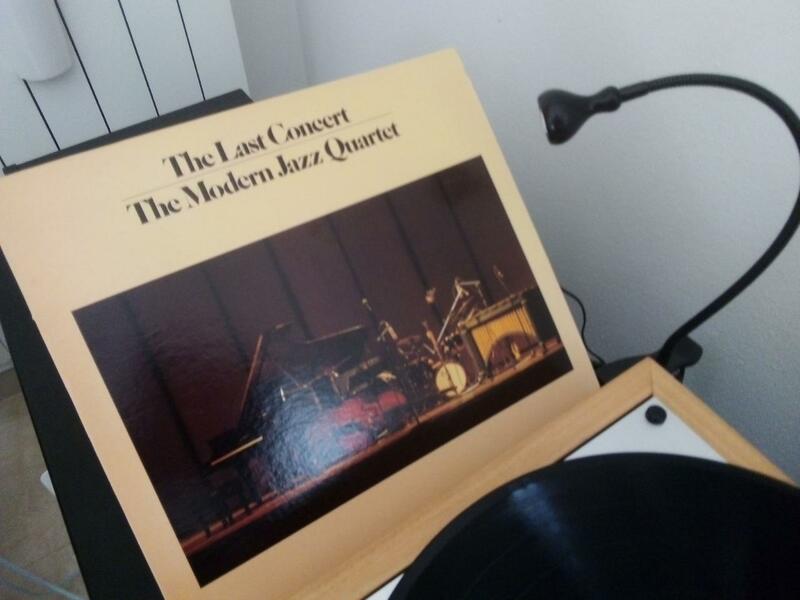 The Last Concert
The Modern Jazz Quartet